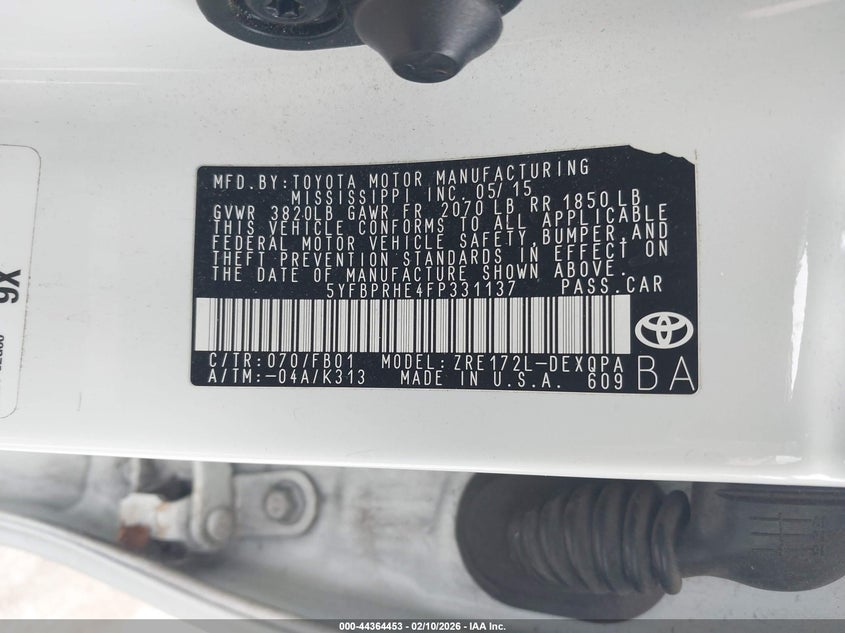 MFD.BY:TOYOTA MOTOR MANUFACTURING
MISSISSIPPI INC 05/15
GVWR 3820LB GAWR FR 2070 LB RR 1850 LB
THIS VEHICLE CONFORMS TO ALL APPLICABLE
FEDERAL MOTOR VEHICLE SAFETY,BUMPER,AND
THEFT PREVENTION STANDARDS IN EFFECT ON
THE DATE OF MANUFACTURE SHOWN ABOVE.
5YFBPRHE4FP331137 PASS.CAR
C/TR:070/FB01 MODEL: ZRE172L-DEXQPA
A/TM:-04A/K313 MADE IN U.S.A. 609
BA
000-44364453 - 02/10/2026 - IAA Inc.